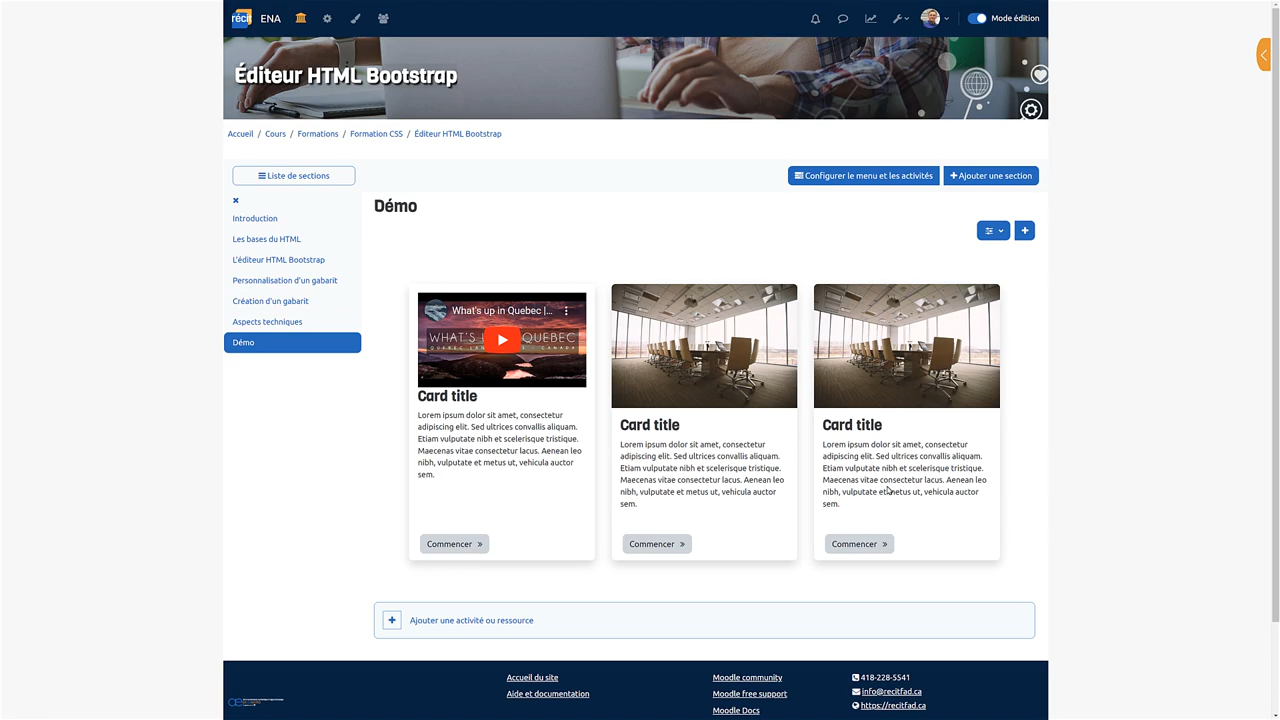 récit ENA
Mode édition
Éditeur HTML Bootstrap
Accueil / Cours / Formations / Formation CSS / Éditeur HTML Bootstrap
Liste de sections
Configurer le menu et les activités
Ajouter une section
Introduction
Les bases du HTML
L'éditeur HTML Bootstrap
Personnalisation d'un gabarit
Création d'un gabarit
Aspects techniques
Démo
Démo
What's up in Quebec |...
Card title
Lorem ipsum dolor sit amet, consectetur
adipiscing elit. Sed ultrices convallis aliquam.
Etiam vulputate nibh et scelerisque tristique.
Maecenas vitae consectetur lacus. Aenean leo
nibh, vulputate et metus ut, vehicula auctor
sem.
Commencer »
Card title
Lorem ipsum dolor sit amet, consectetur
adipiscing elit. Sed ultrices convallis aliquam.
Etiam vulputate nibh et scelerisque tristique.
Maecenas vitae consectetur lacus. Aenean leo
nibh, vulputate et metus ut, vehicula auctor
sem.
Commencer »
Card title
Lorem ipsum dolor sit amet, consectetur
adipiscing elit. Sed ultrices convallis aliquam.
Etiam vulputate nibh et scelerisque tristique.
Maecenas vitae consectetur lacus. Aenean leo
nibh, vulputate et metus ut, vehicula auctor
sem.
Commencer »
Ajouter une activité ou ressource
Accueil du site
Aide et documentation
Moodle community
Moodle free support
Moodle Docs
418-228-5541
info@recitfad.ca
https://recitfad.ca